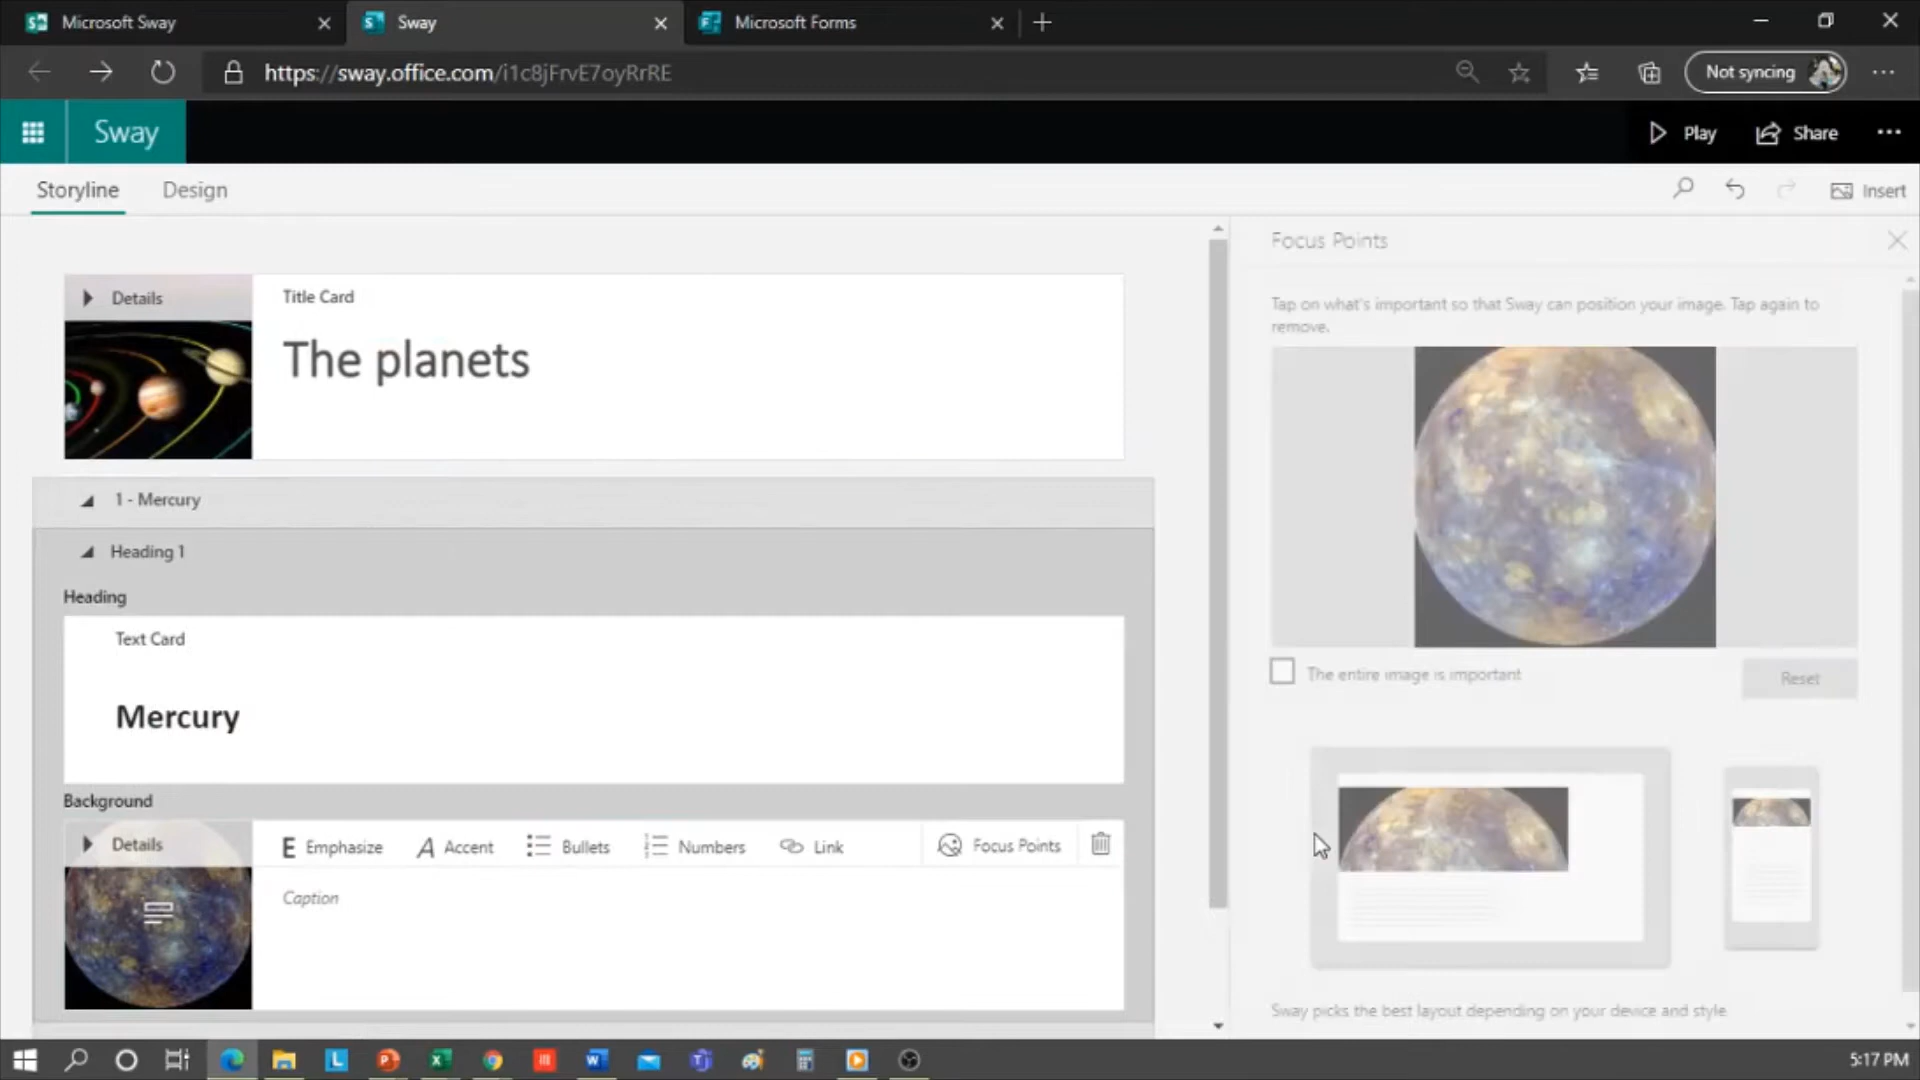 Microsoft Sway
Sway
Microsoft Forms
https://sway.office.com/i1c8jFrvE7oyRrRE
Not syncing
Sway
Play
Share
Storyline
Design
Insert
Details
Title Card
The planets
1 - Mercury
Heading 1
Heading
Text Card
Mercury
Background
Details
E Emphasize
A Accent
Bullets
Numbers
Link
Focus Points
Caption
Focus Points
Tap on what's important so that Sway can position your image. Tap again to
remove.
The entire image is important
Reset
Sway picks the best layout depending on your device and style
5:17 PM